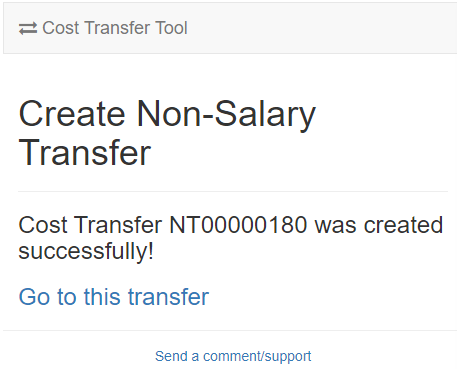 Cost Transfer Tool
Create Non-Salary
Transfer
Cost Transfer NT00000180 was created
successfully!
Go to this transfer
Send a comment/support